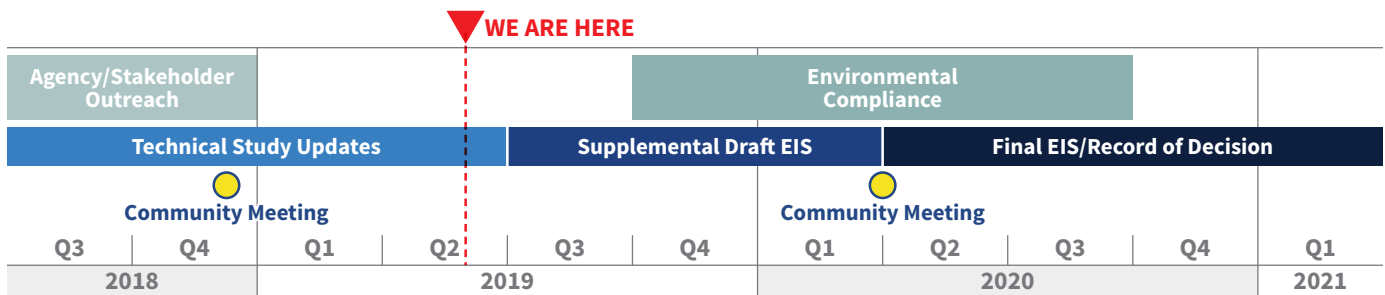 WE ARE HERE
Agency/Stakeholder
Outreach
Environmental
Compliance
Technical Study Updates
Supplemental Draft EIS
Final EIS/Record of Decision
Community Meeting
Community Meeting
Q3 Q4 Q1 Q2 Q3 Q4 Q1 Q2 Q3 Q4 Q1
2018 2019 2020 2021